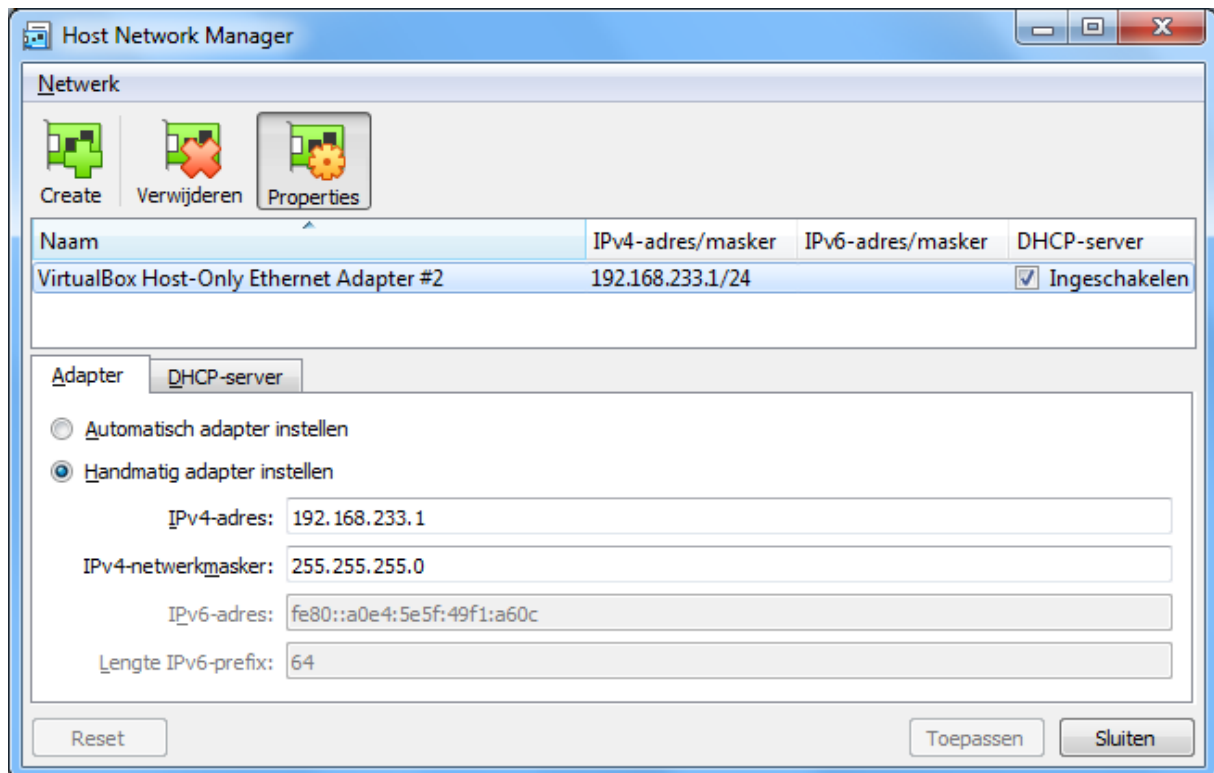 Host Network Manager
Netwerk
Create Verwijderen Properties
Naam IPv4-adres/masker IPv6-adres/masker DHCP-server
VirtualBox Host-Only Ethernet Adapter #2 192.168.233.1/24 Ingeschakelen
Adapter DHCP-server
Automatisch adapter instellen
Handmatig adapter instellen
IPv4-adres: 192.168.233.1
IPv4-netwerkmasker: 255.255.255.0
IPv6-adres: fe80::a0e4:5e5f:49f1:a60c
Lengte IPv6-prefix: 64
Reset Toepassen Sluiten